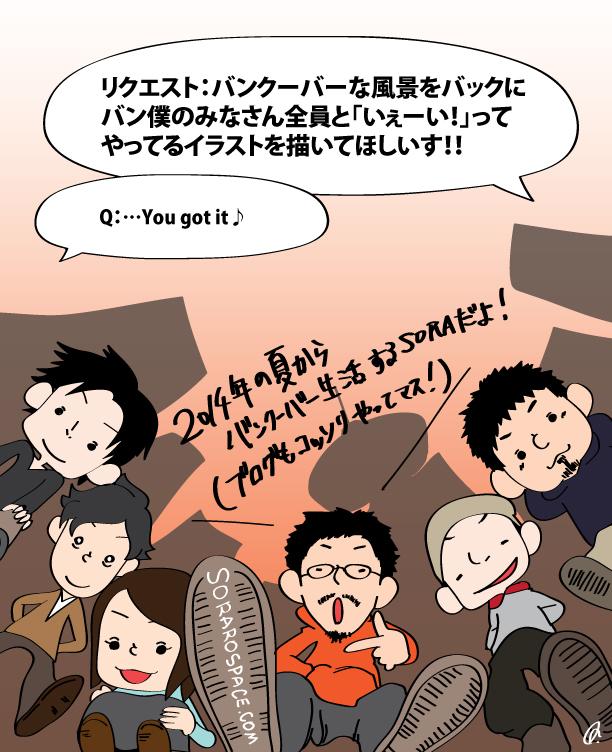 リクエスト：バンクーバーな風景をバックに
バン僕のみなさん全員と「いぇーい！」って
やってるイラストを描いてほしいす！！
Q：…You got it♪
2014年の夏から
バンクーバー生活するSORAだよ！
(ブログもコッソリやってマス！)
SORAROSPACE.COM